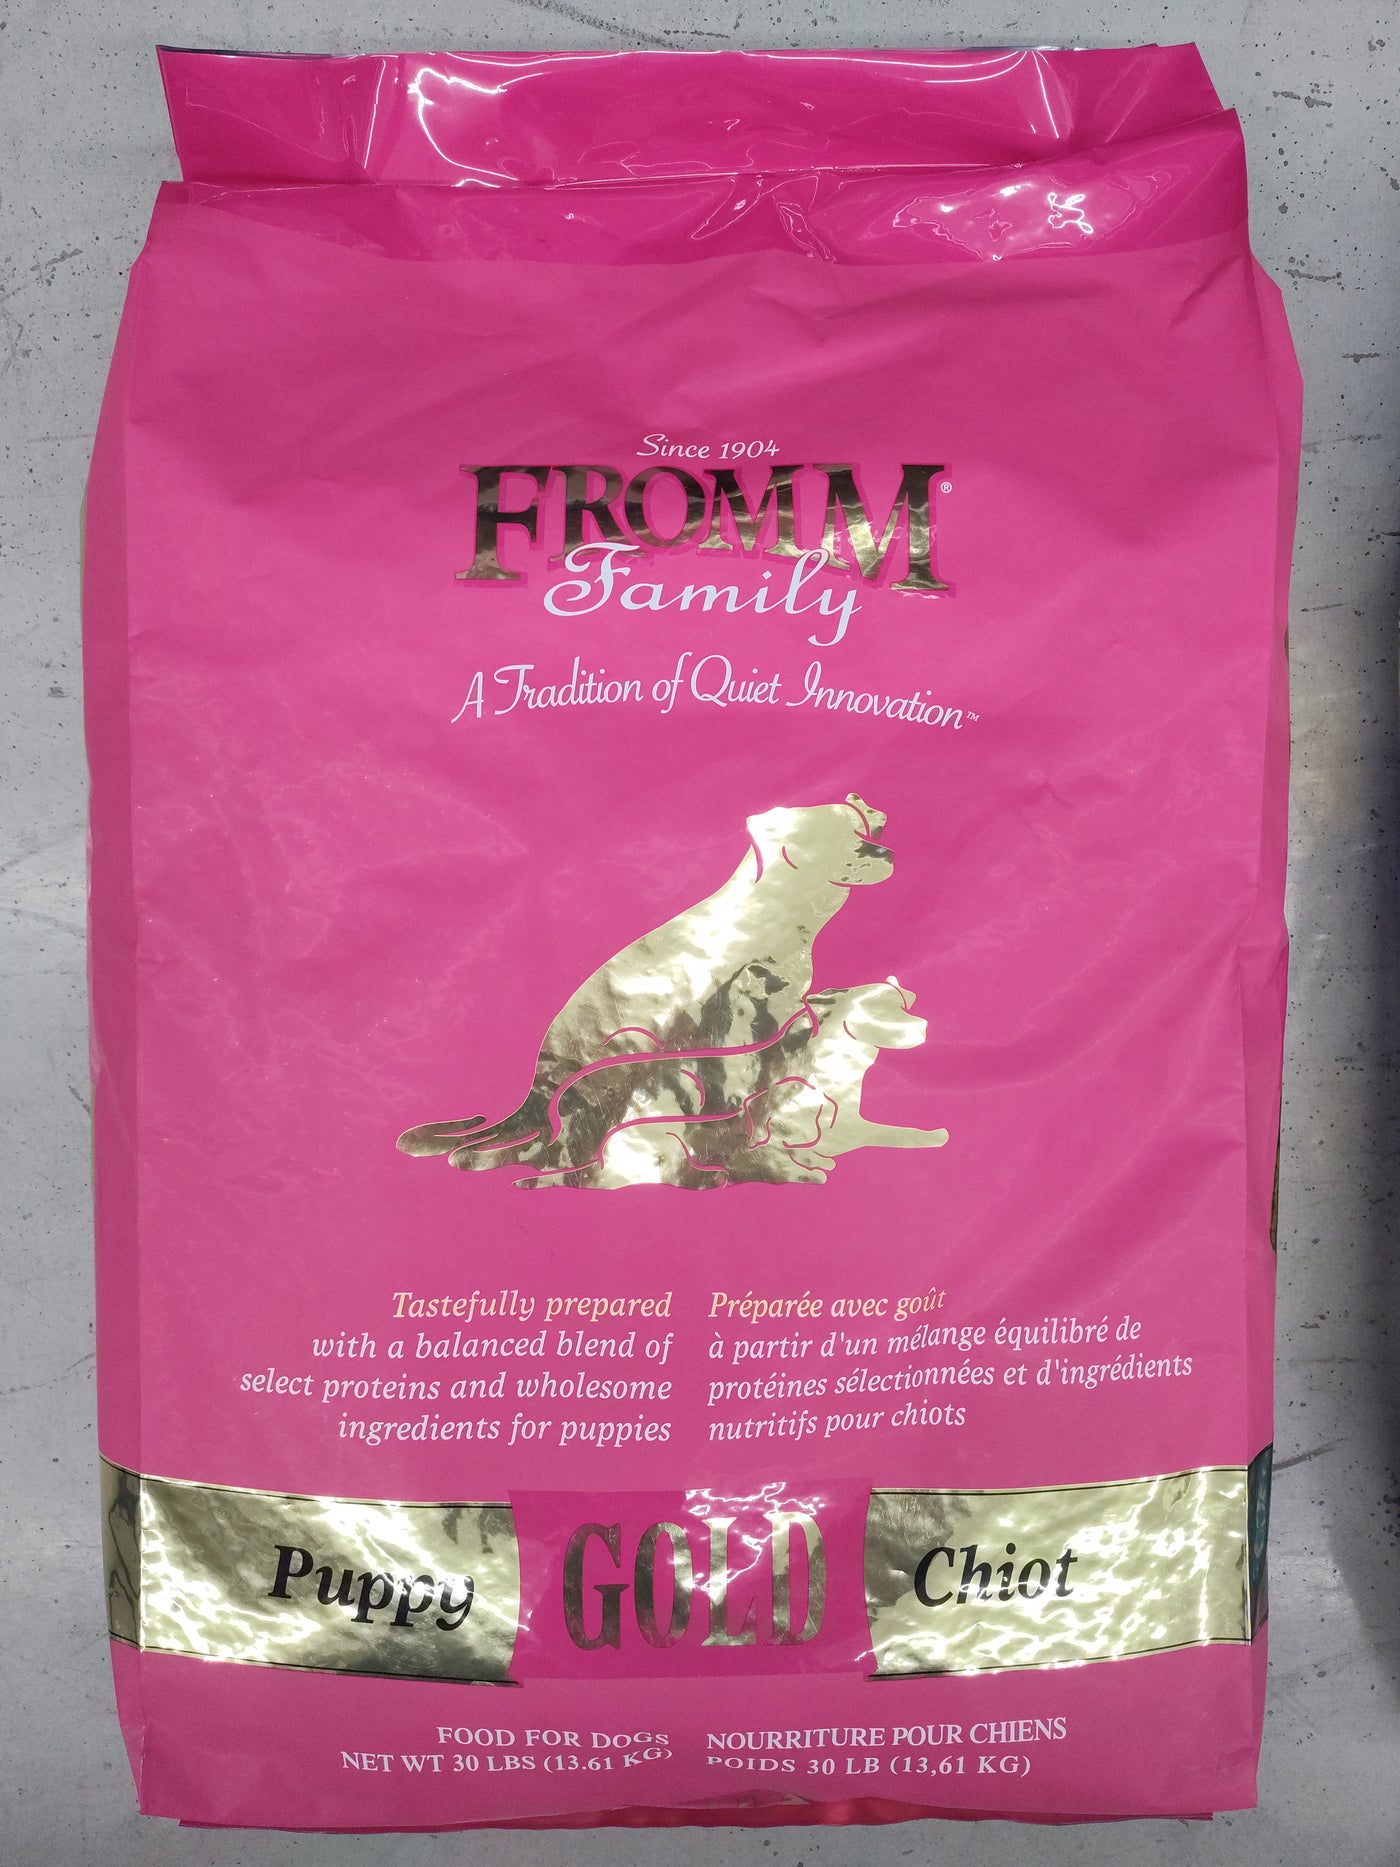 Since 1904
FROMM®
Family
A Tradition of Quiet Innovation™
Tastefully prepared
with a balanced blend of
select proteins and wholesome
ingredients for puppies
Préparée avec goût
à partir d'un mélange équilibré de
protéines sélectionnées et d'ingrédients
nutritifs pour chiots
Puppy
GOLD
Chiot
FOOD FOR DOGS
NET WT 30 LBS (13.61 KG)
NOURRITURE POUR CHIENS
POIDS 30 LB (13,61 KG)